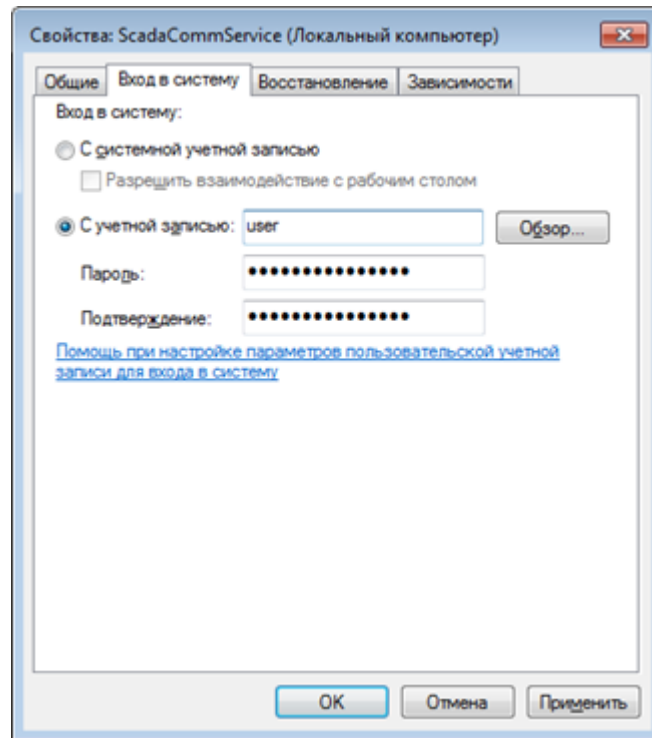 Свойства: ScadaCommService (Локальный компьютер)
Общие Вход в систему Восстановление Зависимости
Вход в систему:
С системной учетной записью
Разрешить взаимодействие с рабочим столом
С учетной записью: user Обзор...
Пароль: •••••••••••••••
Подтверждение: •••••••••••••••
Помощь при настройке параметров пользовательской учетной
записи для входа в систему
OK Отмена Применить